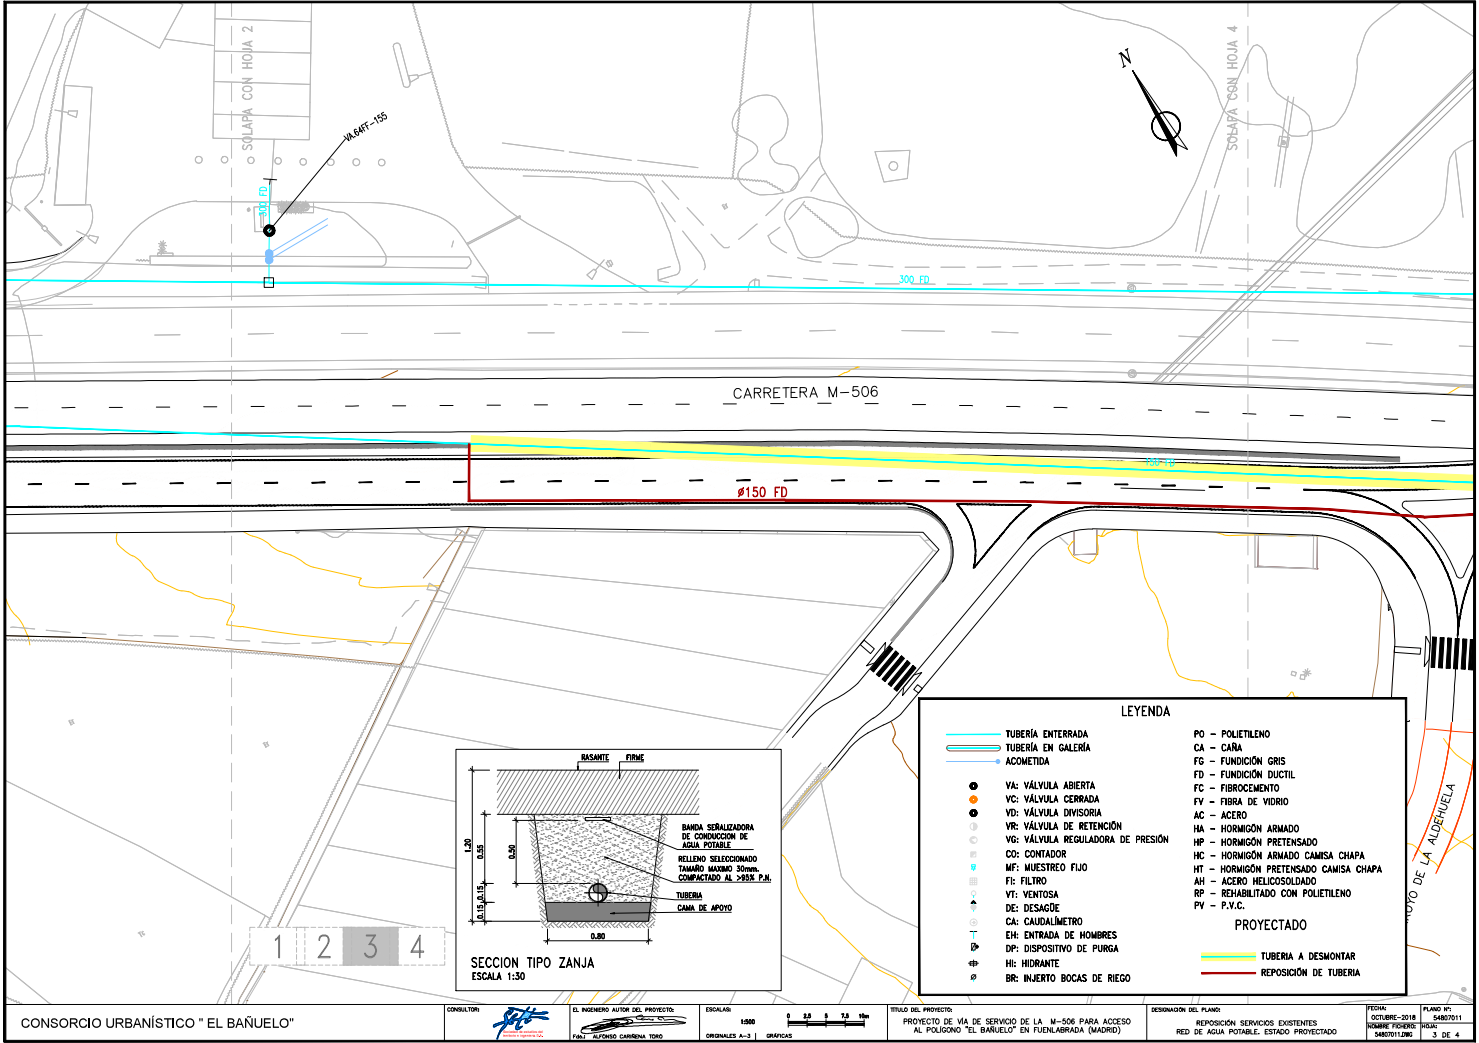 SOLAPA CON HOJA 2
SOLAPA CON HOJA 4
N
VA.64FF-155
300 FD
300 FD
CARRETERA M-506
150 FD
ø150 FD
ARROYO DE LA ALDEHUELA
RASANTE FIRME
BANDA SEÑALIZADORA
DE CONDUCCION DE
AGUA POTABLE
RELLENO SELECCIONADO
TAMAÑO MAXIMO 30mm.
COMPACTADO AL >95% P.N.
TUBERIA
CAMA DE APOYO
1.20
0.55
0.50
0.15
0.15
0.80
SECCION TIPO ZANJA
ESCALA 1:30
1 2 3 4
LEYENDA
TUBERÍA ENTERRADA
TUBERÍA EN GALERÍA
ACOMETIDA
VA: VÁLVULA ABIERTA
VC: VÁLVULA CERRADA
VD: VÁLVULA DIVISORIA
VR: VÁLVULA DE RETENCIÓN
VG: VÁLVULA REGULADORA DE PRESIÓN
CO: CONTADOR
MF: MUESTREO FIJO
FI: FILTRO
VT: VENTOSA
DE: DESAGÜE
CA: CAUDALÍMETRO
EH: ENTRADA DE HOMBRES
DP: DISPOSITIVO DE PURGA
HI: HIDRANTE
BR: INJERTO BOCAS DE RIEGO
PO - POLIETILENO
CA - CAÑA
FG - FUNDICIÓN GRIS
FD - FUNDICIÓN DUCTIL
FC - FIBROCEMENTO
FV - FIBRA DE VIDRIO
AC - ACERO
HA - HORMIGÓN ARMADO
HP - HORMIGÓN PRETENSADO
HC - HORMIGÓN ARMADO CAMISA CHAPA
HT - HORMIGÓN PRETENSADO CAMISA CHAPA
AH - ACERO HELICOSOLDADO
RP - REHABILITADO CON POLIETILENO
PV - P.V.C.
PROYECTADO
TUBERIA A DESMONTAR
REPOSICIÓN DE TUBERIA
CONSORCIO URBANÍSTICO " EL BAÑUELO"
CONSULTOR:
EL INGENIERO AUTOR DEL PROYECTO:
Fdo.: ALFONSO CARIÑENA TORO
ESCALAS:
1:500
ORIGINALES A-3
GRÁFICAS
0 2,5 5 7,5 10m
TITULO DEL PROYECTO:
PROYECTO DE VÍA DE SERVICIO DE LA M-506 PARA ACCESO
AL POLÍGONO "EL BAÑUELO" EN FUENLABRADA (MADRID)
DESIGNACIÓN DEL PLANO:
REPOSICIÓN SERVICIOS EXISTENTES
RED DE AGUA POTABLE. ESTADO PROYECTADO
FECHA:
OCTUBRE-2018
NOMBRE FICHERO:
54807011.DWG
PLANO Nº:
54807011
HOJA:
3 DE 4